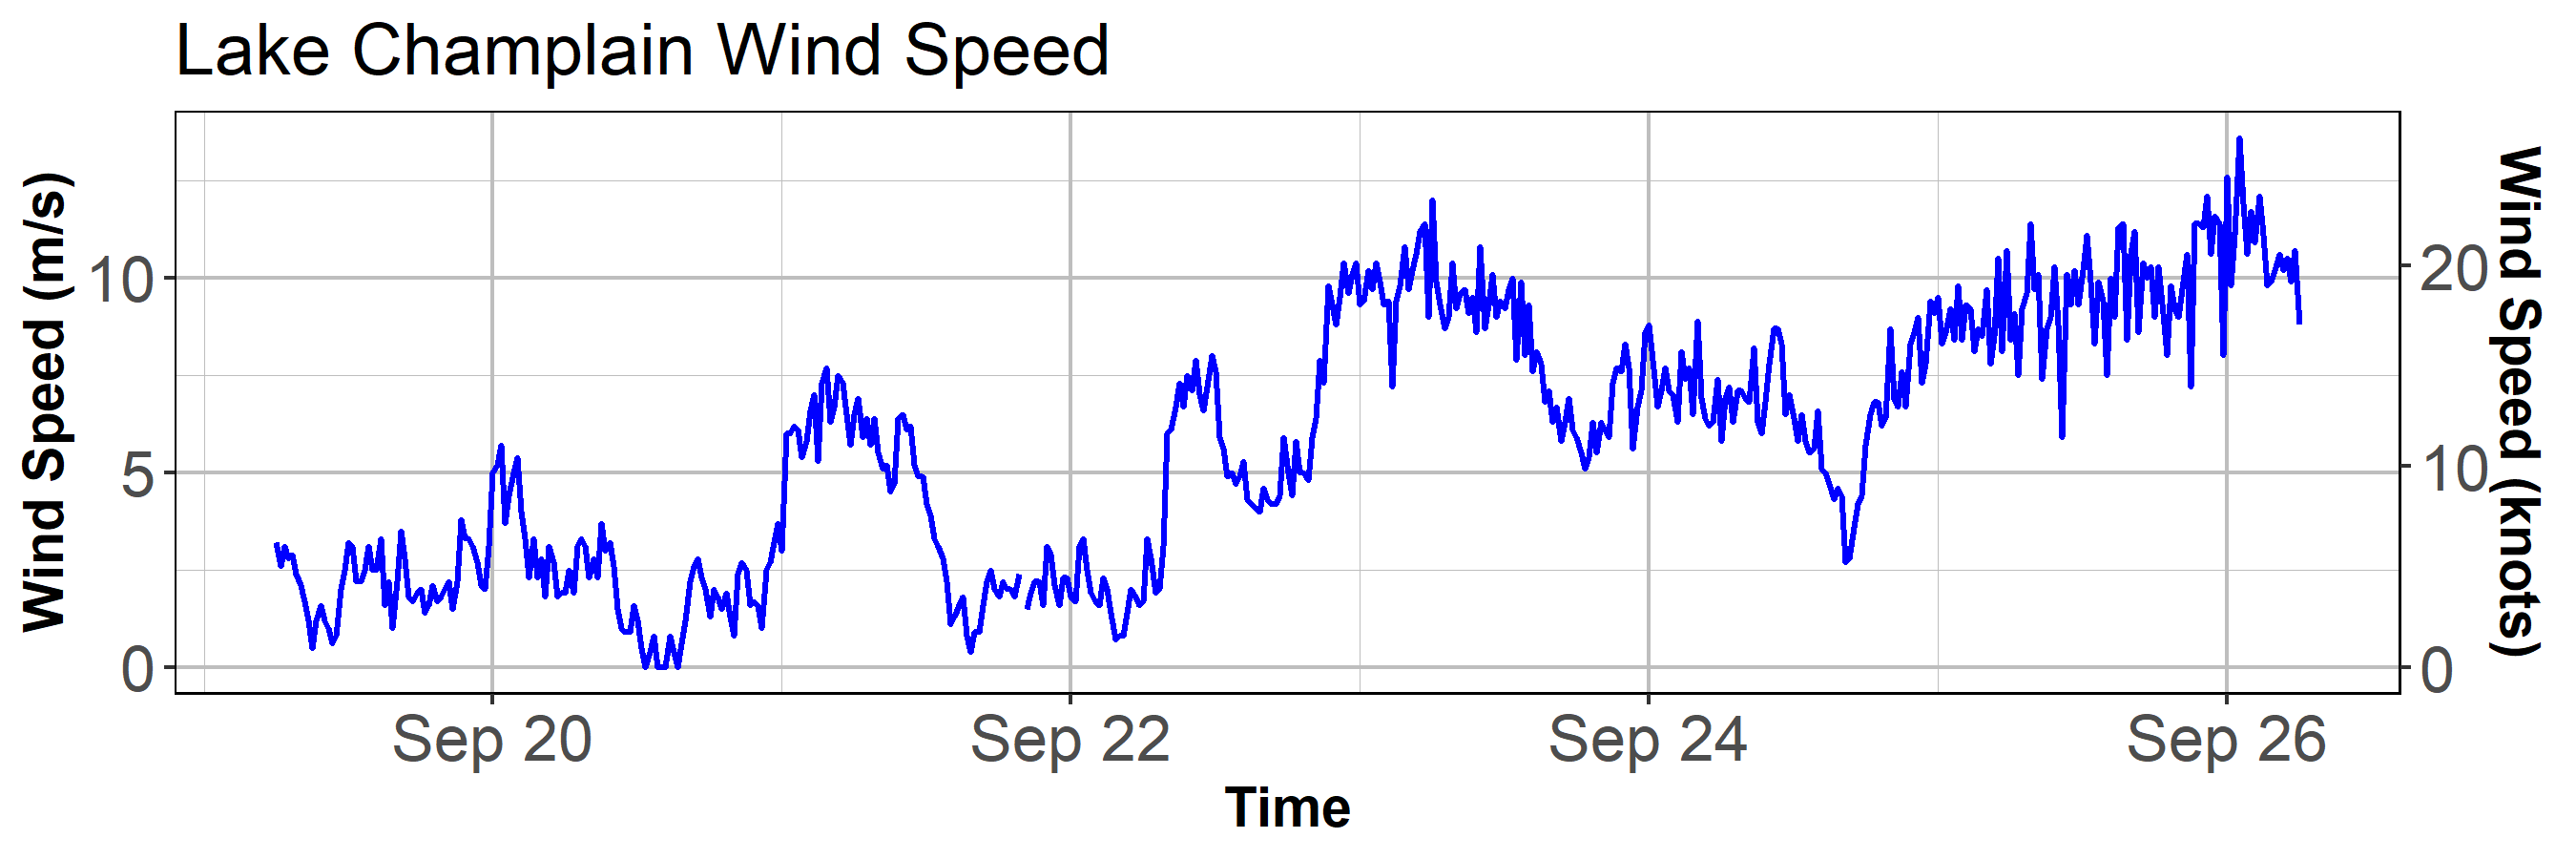 Lake Champlain Wind Speed
Wind Speed (m/s)
10
5
0
20
10
0
Wind Speed (knots)
Sep 20
Sep 22
Sep 24
Sep 26
Time